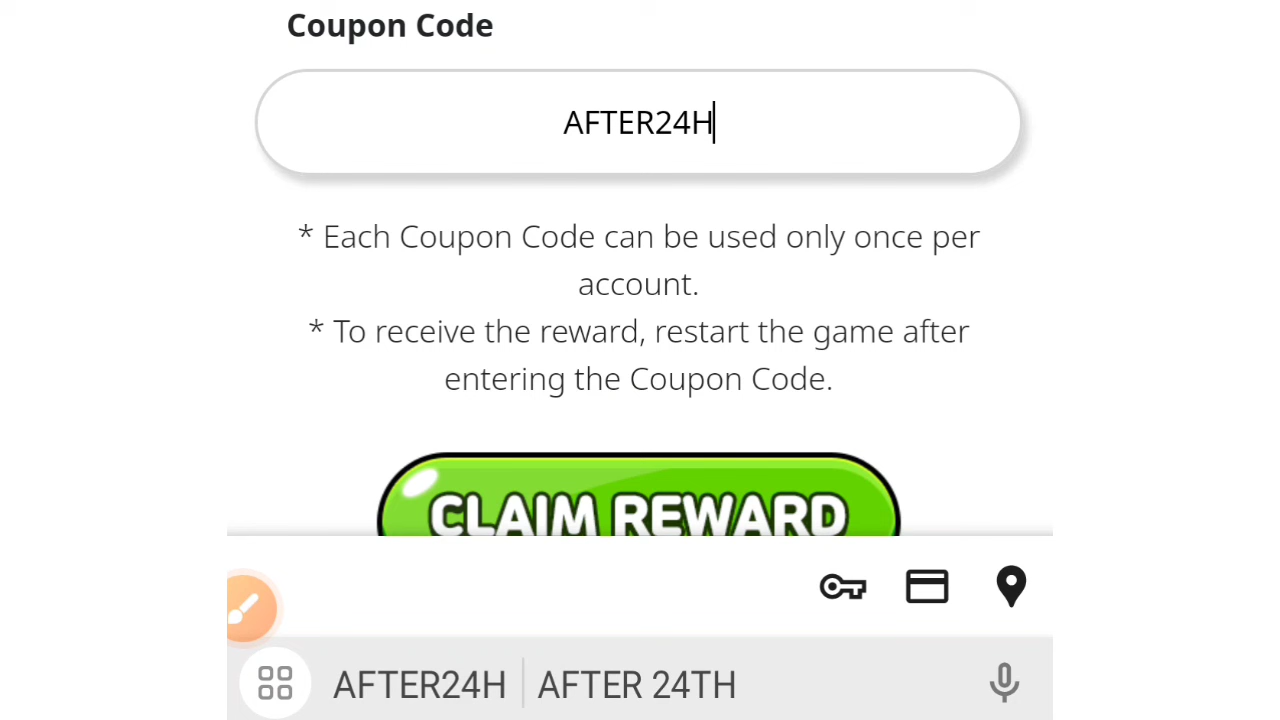 Coupon Code
AFTER24H
* Each Coupon Code can be used only once per
account.
* To receive the reward, restart the game after
entering the Coupon Code.
CLAIM REWARD
AFTER24H AFTER 24TH